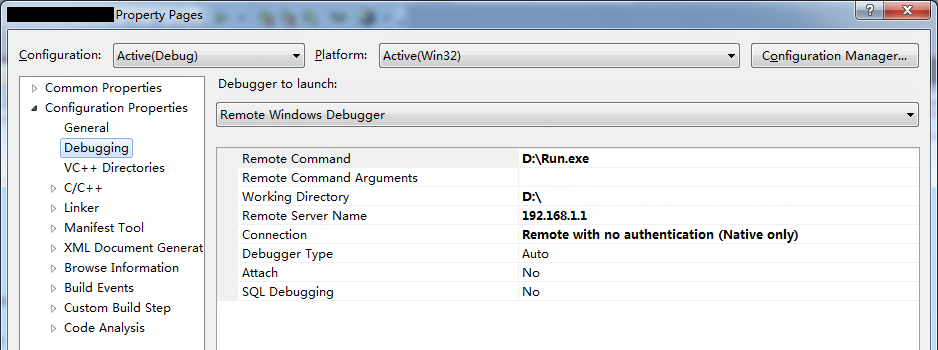 Property Pages
Configuration: Active(Debug) Platform: Active(Win32) Configuration Manager...
Common Properties
Configuration Properties
General
Debugging
VC++ Directories
C/C++
Linker
Manifest Tool
XML Document Generat
Browse Information
Build Events
Custom Build Step
Code Analysis
Debugger to launch:
Remote Windows Debugger
Remote Command D:\Run.exe
Remote Command Arguments
Working Directory D:\
Remote Server Name 192.168.1.1
Connection Remote with no authentication (Native only)
Debugger Type Auto
Attach No
SQL Debugging No